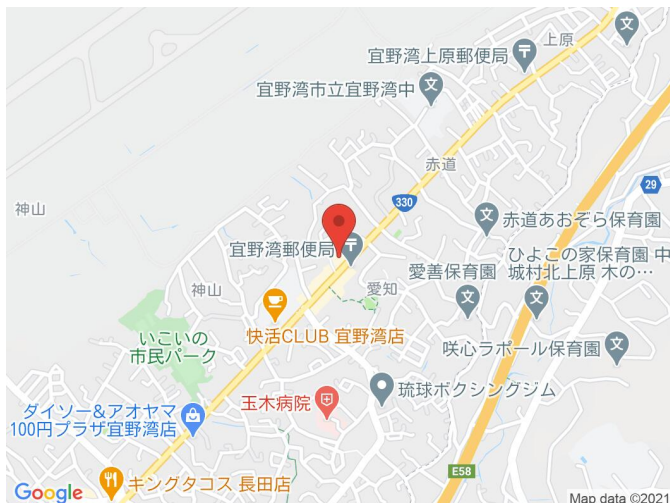 上原
宜野湾上原郵便局
宜野湾市立宜野湾中
赤道
29
330
神山
赤道あおぞら保育園
宜野湾郵便局
ひよこの家保育園 中
城村北上原 木の…
愛善保育園
神山
愛知
快活CLUB 宜野湾店
いこいの
市民パーク
咲心ラポール保育園
琉球ボクシングジム
玉木病院
ダイソー&アオヤマ
100円プラザ宜野湾店
E58
キングタコス 長田店
Google
Map data ©2021